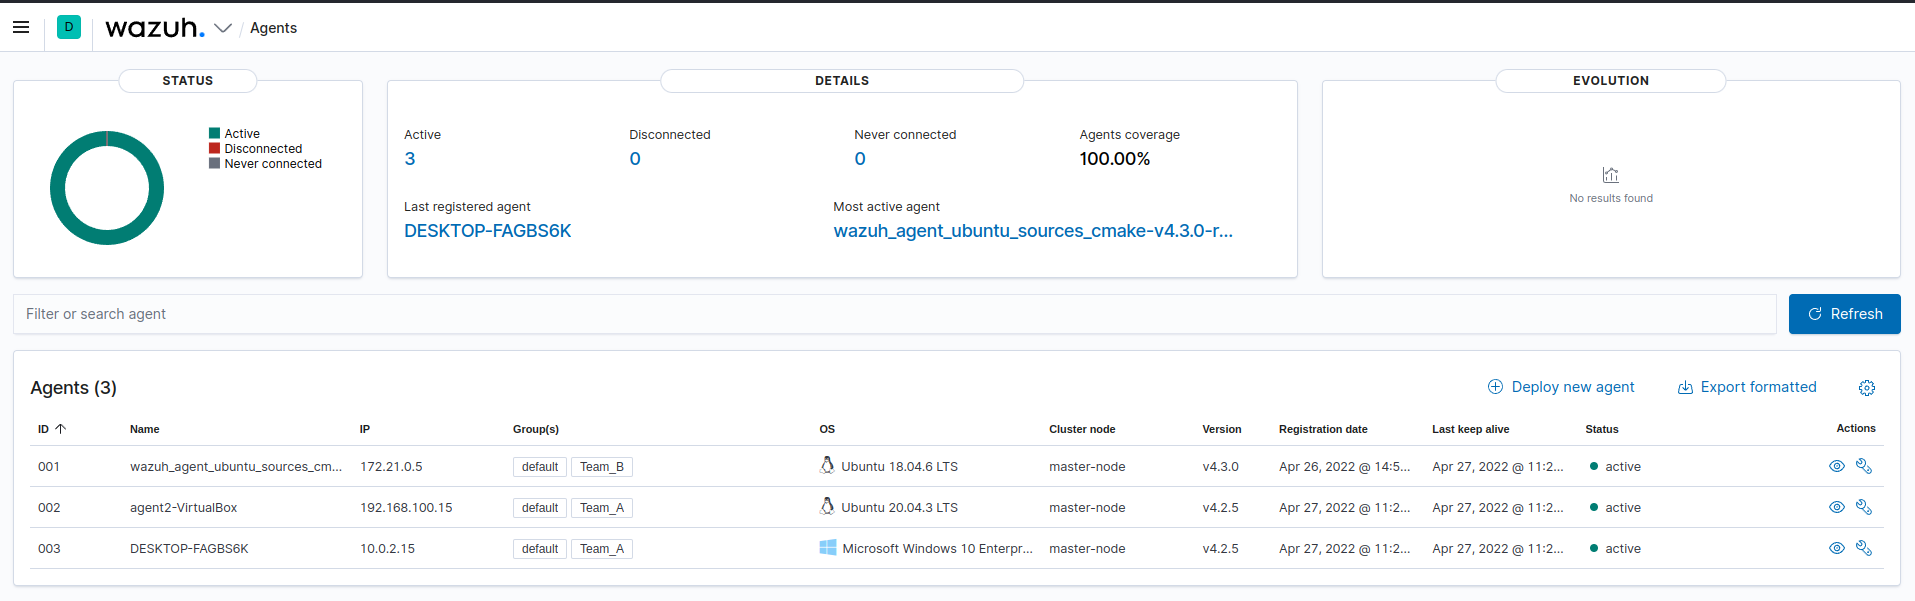 D wazuh. / Agents
STATUS
Active
Disconnected
Never connected
DETAILS
Active Disconnected Never connected Agents coverage
3 0 0 100.00%
Last registered agent Most active agent
DESKTOP-FAGBS6K wazuh_agent_ubuntu_sources_cmake-v4.3.0-r...
EVOLUTION
No results found
Filter or search agent Refresh
Agents (3) Deploy new agent Export formatted
ID Name IP Group(s) OS Cluster node Version Registration date Last keep alive Status Actions
001 wazuh_agent_ubuntu_sources_cm... 172.21.0.5 default Team_B Ubuntu 18.04.6 LTS master-node v4.3.0 Apr 26, 2022 @ 14:5... Apr 27, 2022 @ 11:2... active
002 agent2-VirtualBox 192.168.100.15 default Team_A Ubuntu 20.04.3 LTS master-node v4.2.5 Apr 27, 2022 @ 11:2... Apr 27, 2022 @ 11:2... active
003 DESKTOP-FAGBS6K 10.0.2.15 default Team_A Microsoft Windows 10 Enterpr... master-node v4.2.5 Apr 27, 2022 @ 11:2... Apr 27, 2022 @ 11:2... active